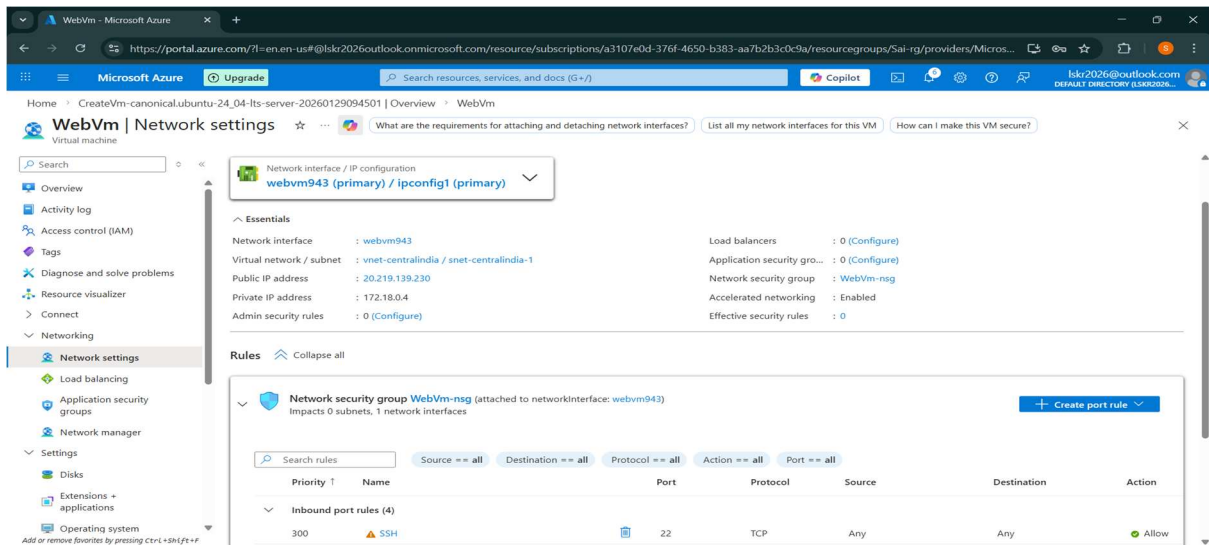 WebVm - Microsoft Azure
https://portal.azure.com/?l=en.en-us#@lskr2026outlook.onmicrosoft.com/resource/subscriptions/a3107e0d-376f-4650-b383-aa7b2b3c0c9a/resourcegroups/Sai-rg/providers/Micros...
S
Microsoft Azure Upgrade Search resources, services, and docs (G+/) Copilot 6 lskr2026@outlook.com
DEFAULT DIRECTORY (LSKR2026...
Home > CreateVm-canonical.ubuntu-24_04-lts-server-20260129094501 | Overview > WebVm
WebVm | Network settings ... What are the requirements for attaching and detaching network interfaces? List all my network interfaces for this VM How can I make this VM secure?
Virtual machine
Search
Overview
Activity log
Access control (IAM)
Tags
Diagnose and solve problems
Resource visualizer
Connect
Networking
Network settings
Load balancing
Application security
groups
Network manager
Settings
Disks
Extensions +
applications
Operating system
Add or remove favorites by pressing Ctrl+Shift+F
Network interface / IP configuration
webvm943 (primary) / ipconfig1 (primary)
Essentials
Network interface : webvm943
Virtual network / subnet : vnet-centralindia / snet-centralindia-1
Public IP address : 20.219.139.230
Private IP address : 172.18.0.4
Admin security rules : 0 (Configure)
Load balancers : 0 (Configure)
Application security gro... : 0 (Configure)
Network security group : WebVm-nsg
Accelerated networking : Enabled
Effective security rules : 0
Rules Collapse all
Network security group WebVm-nsg (attached to networkInterface: webvm943)
Impacts 0 subnets, 1 network interfaces
+ Create port rule
Search rules Source == all Destination == all Protocol == all Action == all Port == all
Priority ↑ Name Port Protocol Source Destination Action
Inbound port rules (4)
300 SSH 22 TCP Any Any Allow